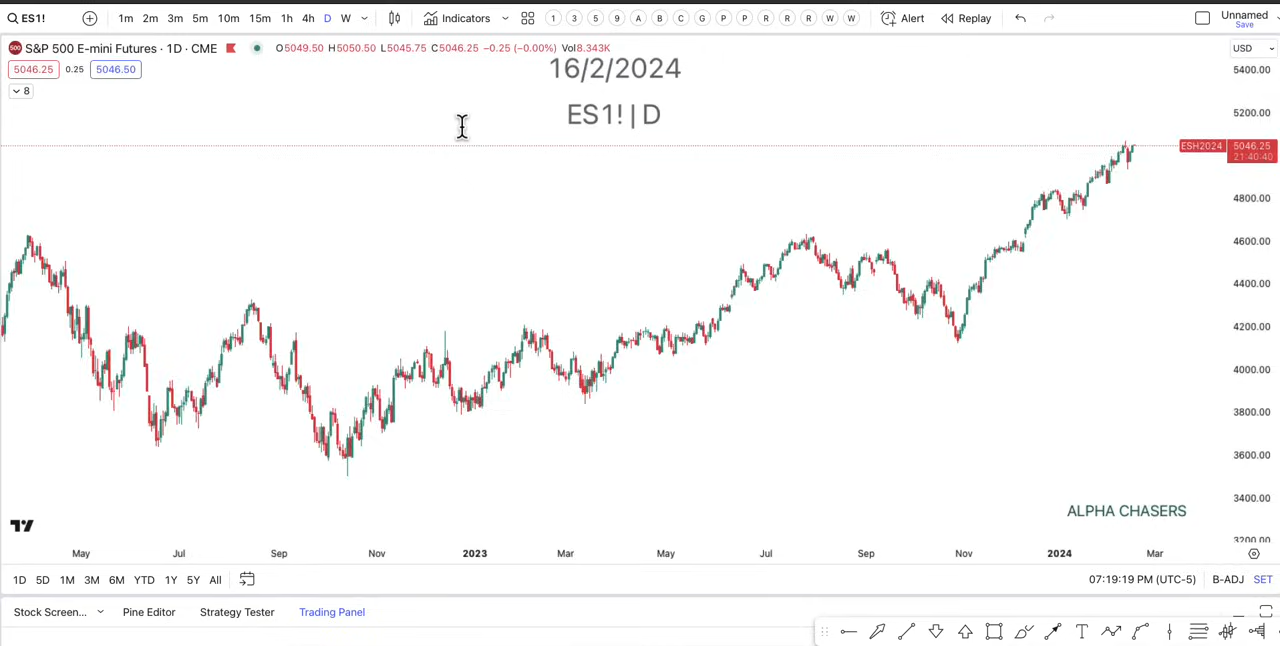 ES1! 1m 2m 3m 5m 10m 15m 1h 4h D W Indicators 1 3 5 9 A B C G P P R R R W W Alert Replay Unnamed
Save
S&P 500 E-mini Futures · 1D · CME O5049.50 H5050.50 L5045.75 C5046.25 −0.25 (−0.00%) Vol8.343K USD
5046.25 0.25 5046.50
8
16/2/2024
ES1! | D
5400.00
5200.00
ESH2024 5046.25
21:40:40
4800.00
4600.00
4400.00
4200.00
4000.00
3800.00
3600.00
3400.00
3200.00
ALPHA CHASERS
May Jul Sep Nov 2023 Mar May Jul Sep Nov 2024 Mar
1D 5D 1M 3M 6M YTD 1Y 5Y All 07:19:19 PM (UTC-5) B-ADJ SET
Stock Screen... Pine Editor Strategy Tester Trading Panel